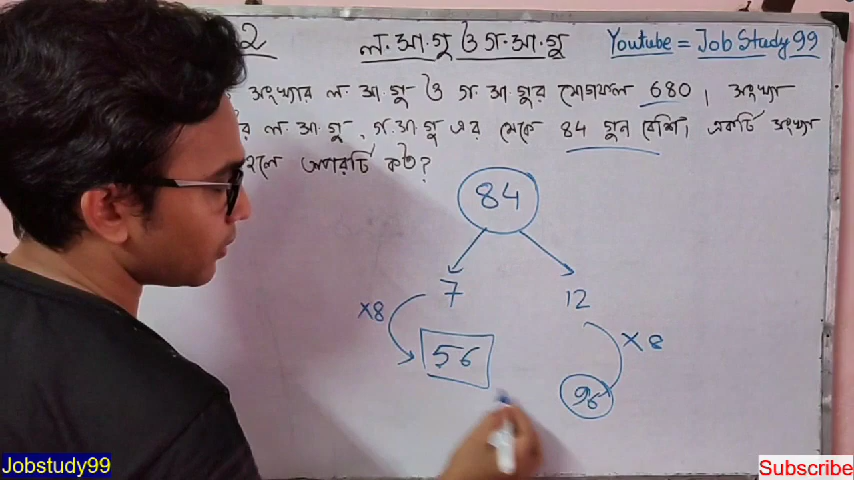 2 ল.সা.গু ও গ.সা.গু Youtube = Job Study 99
সংখ্যার ল.সা.গু ও গ.সা.গুর যোগফল 680। সংখ্যা
ল.সা.গু, গ.সা.গু এর থেকে 84 গুন বেশি। একটি সংখ্যা
হলে অপরটি কত?
84
7 12
×8 ×8
56
96
Jobstudy99 Subscribe